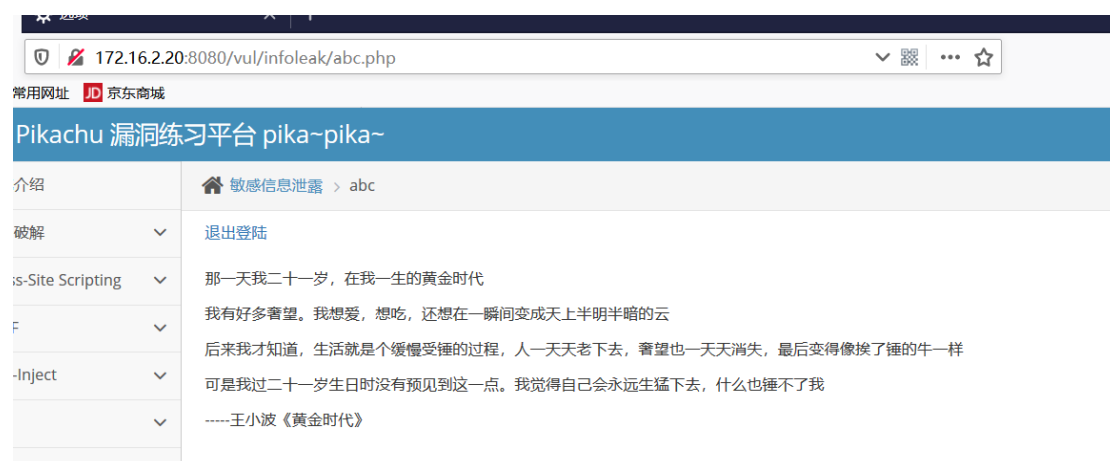 选项
172.16.2.20:8080/vul/infoleak/abc.php
常用网址 JD 京东商城
Pikachu 漏洞练习平台 pika~pika~
介绍
敏感信息泄露 > abc
破解
退出登陆
ss-Site Scripting
那一天我二十一岁，在我一生的黄金时代
我有好多奢望。我想爱，想吃，还想在一瞬间变成天上半明半暗的云
F
后来我才知道，生活就是个缓慢受锤的过程，人一天天老下去，奢望也一天天消失，最后变得像挨了锤的牛一样
-Inject
可是我过二十一岁生日时没有预见到这一点。我觉得自己会永远生猛下去，什么也锤不了我
-----王小波《黄金时代》